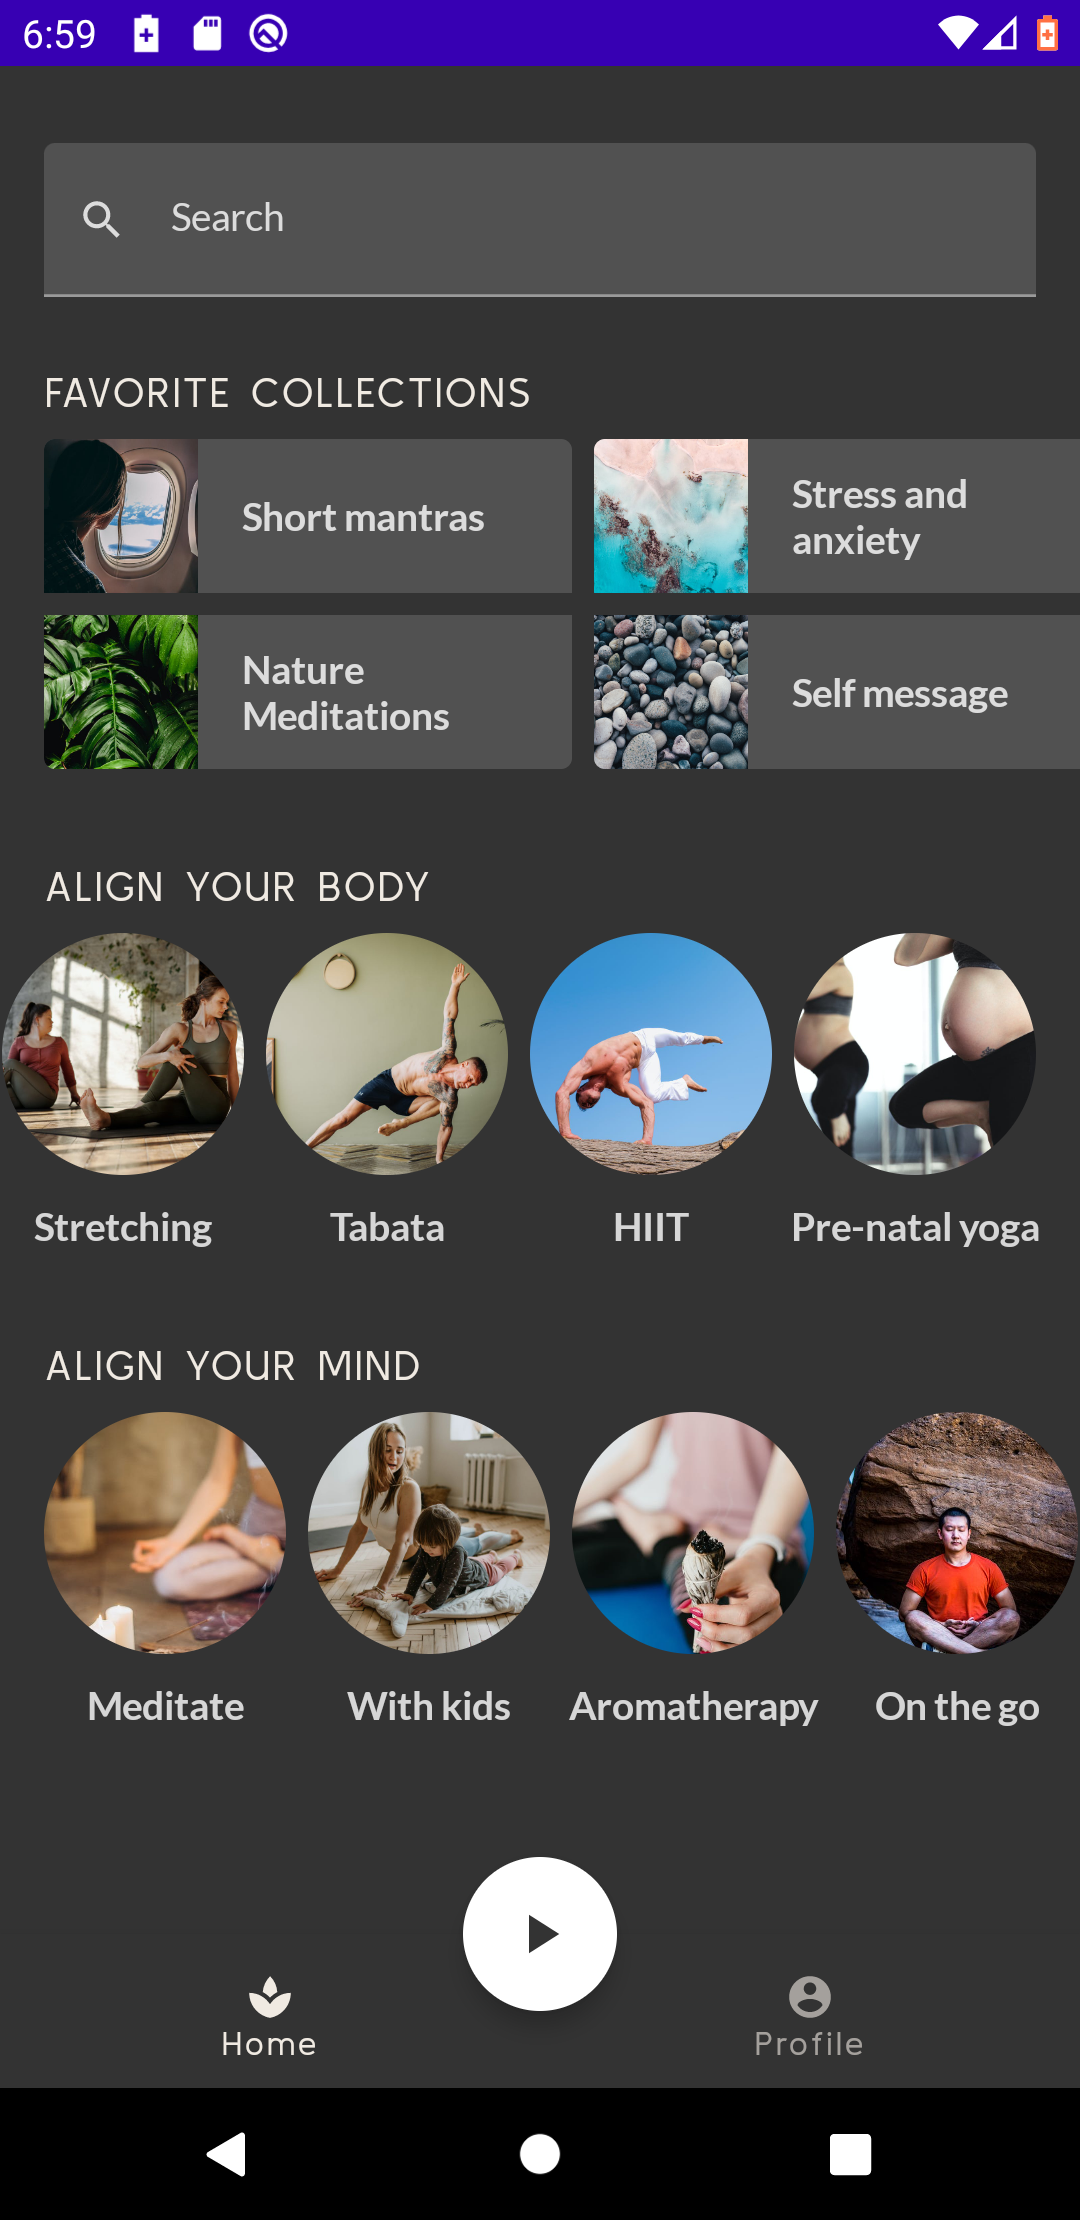 6:59
Search
FAVORITE COLLECTIONS
Short mantras
Stress and
anxiety
Nature
Meditations
Self message
ALIGN YOUR BODY
Stretching
Tabata
HIIT
Pre-natal yoga
ALIGN YOUR MIND
Meditate
With kids
Aromatherapy
On the go
Home
Profile